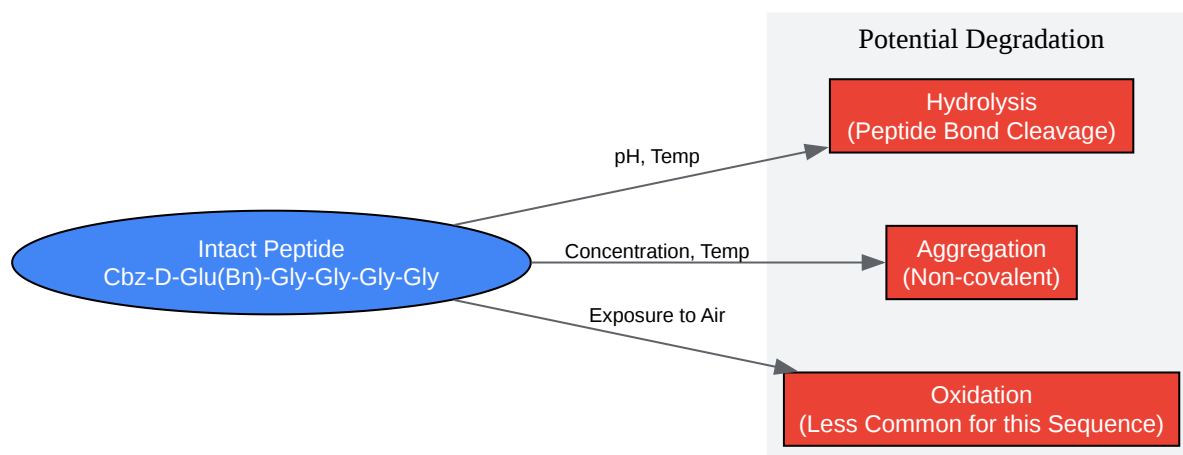 Potential Degradation
Hydrolysis
(Peptide Bond Cleavage)
pH, Temp
Intact Peptide
Cbz-D-Glu(Bn)-Gly-Gly-Gly-Gly
Concentration, Temp
Aggregation
(Non-covalent)
Exposure to Air
Oxidation
(Less Common for this Sequence)